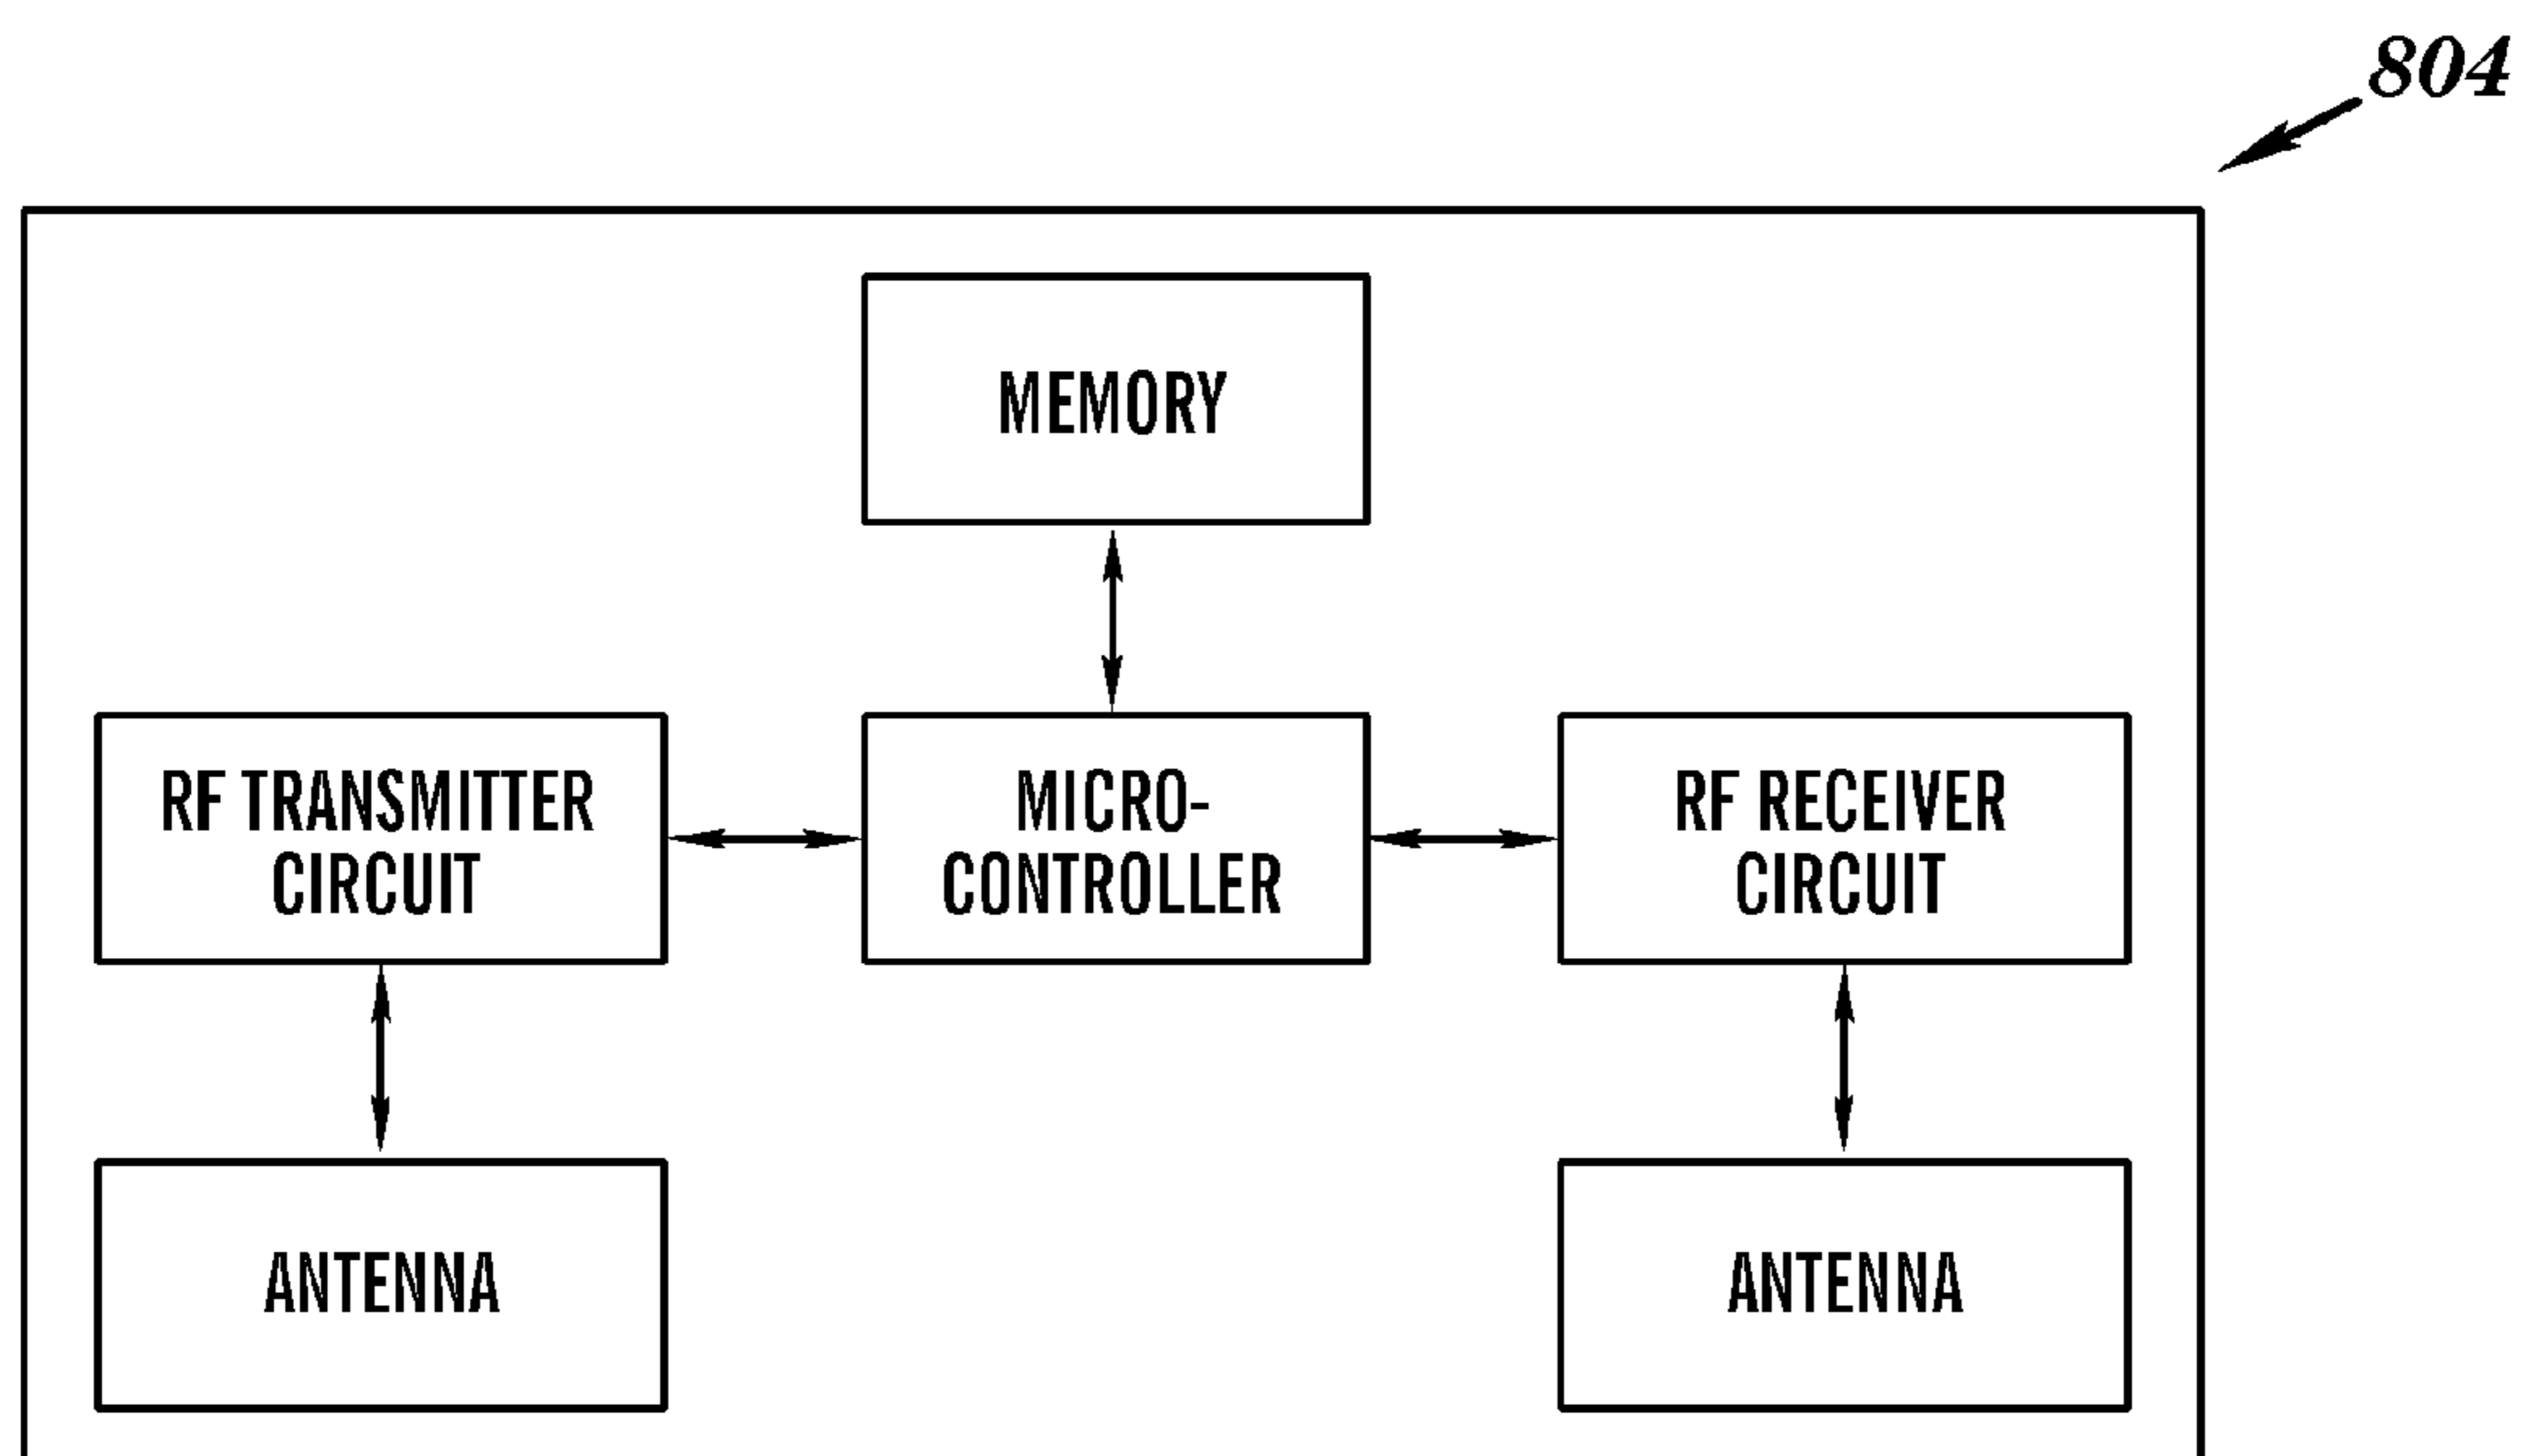 804
MEMORY
RF TRANSMITTER
CIRCUIT
MICRO-
CONTROLLER
RF RECEIVER
CIRCUIT
ANTENNA
ANTENNA